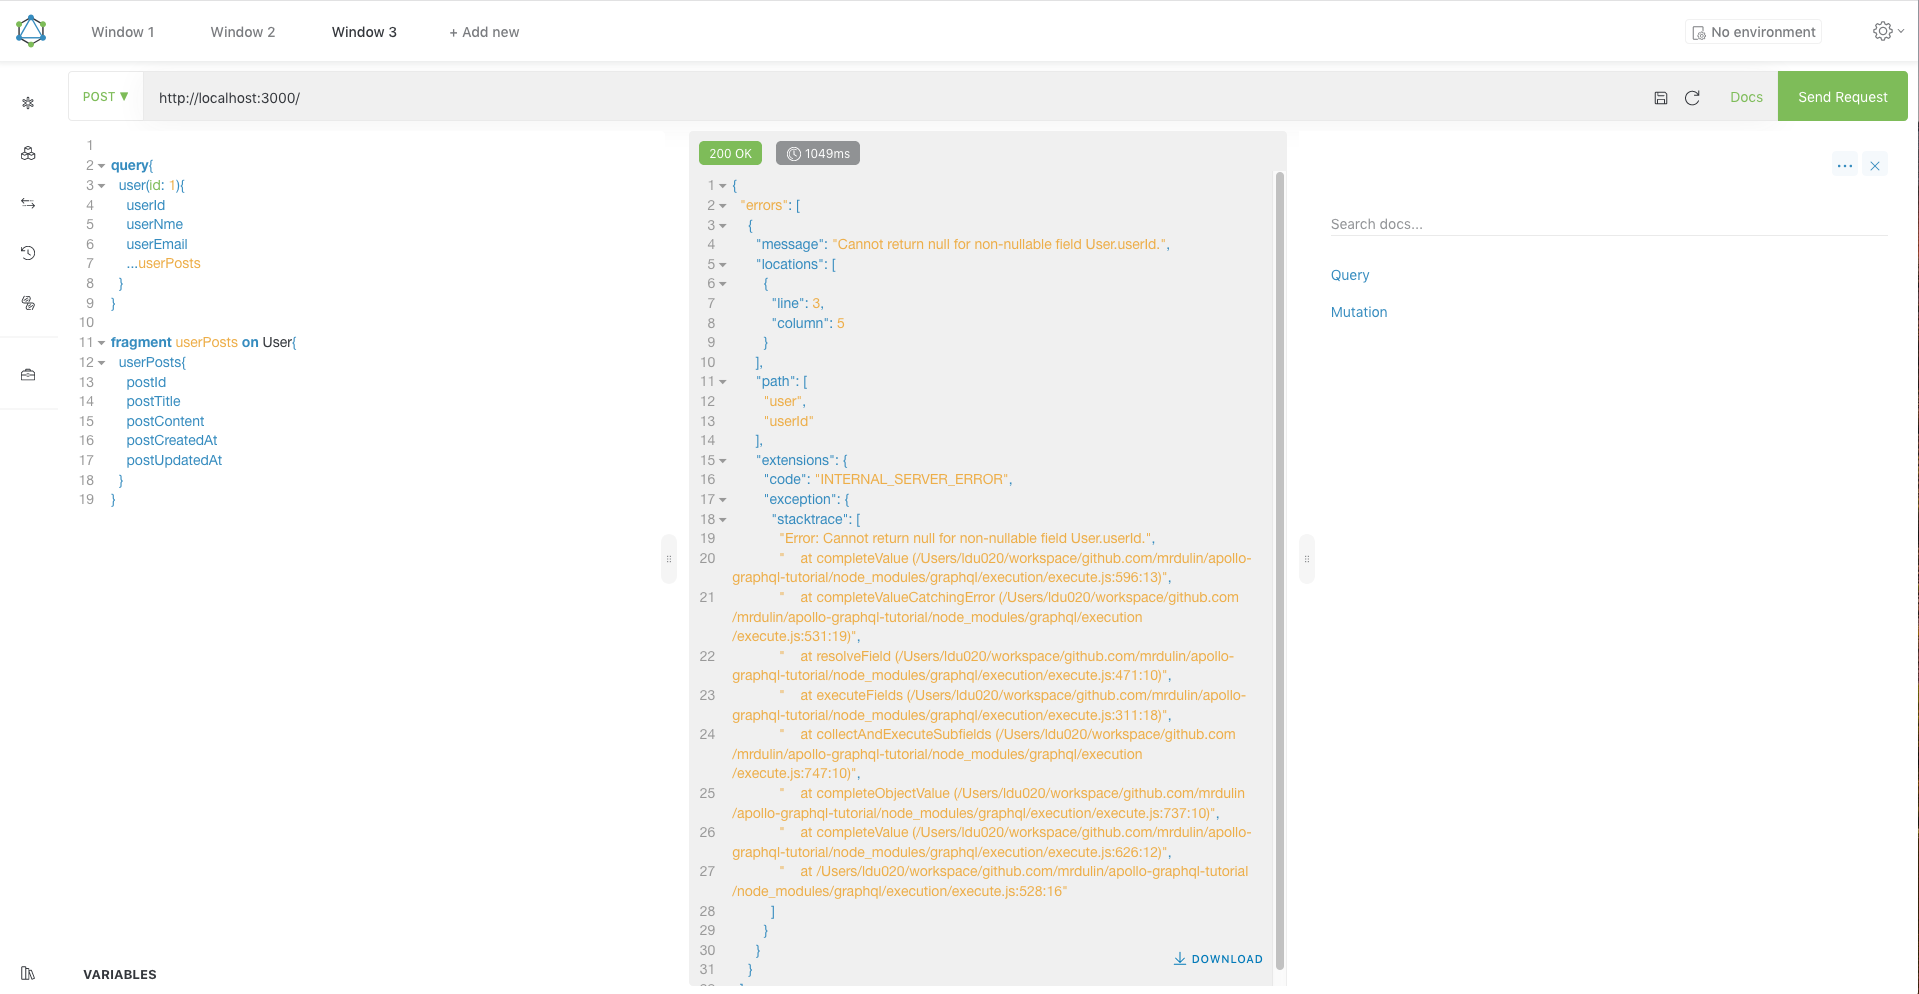 Window 1
Window 2
Window 3
+ Add new
No environment
POST ▼
http://localhost:3000/
Docs
Send Request
1
2 query{
3 user(id: 1){
4 userId
5 userNme
6 userEmail
7 ...userPosts
8 }
9 }
10
11 fragment userPosts on User{
12 userPosts{
13 postId
14 postTitle
15 postContent
16 postCreatedAt
17 postUpdatedAt
18 }
19 }
VARIABLES
200 OK
1049ms
1 {
2 "errors": [
3 {
4 "message": "Cannot return null for non-nullable field User.userId.",
5 "locations": [
6 {
7 "line": 3,
8 "column": 5
9 }
10 ],
11 "path": [
12 "user",
13 "userId"
14 ],
15 "extensions": {
16 "code": "INTERNAL_SERVER_ERROR",
17 "exception": {
18 "stacktrace": [
19 "Error: Cannot return null for non-nullable field User.userId.",
20 " at completeValue (/Users/ldu020/workspace/github.com/mrdulin/apollo-
graphql-tutorial/node_modules/graphql/execution/execute.js:596:13)",
21 " at completeValueCatchingError (/Users/ldu020/workspace/github.com
/mrdulin/apollo-graphql-tutorial/node_modules/graphql/execution
/execute.js:531:19)",
22 " at resolveField (/Users/ldu020/workspace/github.com/mrdulin/apollo-
graphql-tutorial/node_modules/graphql/execution/execute.js:471:10)",
23 " at executeFields (/Users/ldu020/workspace/github.com/mrdulin/apollo-
graphql-tutorial/node_modules/graphql/execution/execute.js:311:18)",
24 " at collectAndExecuteSubfields (/Users/ldu020/workspace/github.com
/mrdulin/apollo-graphql-tutorial/node_modules/graphql/execution
/execute.js:747:10)",
25 " at completeObjectValue (/Users/ldu020/workspace/github.com/mrdulin
/apollo-graphql-tutorial/node_modules/graphql/execution/execute.js:737:10)",
26 " at completeValue (/Users/ldu020/workspace/github.com/mrdulin/apollo-
graphql-tutorial/node_modules/graphql/execution/execute.js:626:12)",
27 " at /Users/ldu020/workspace/github.com/mrdulin/apollo-graphql-tutorial
/node_modules/graphql/execution/execute.js:528:16"
28 ]
29 }
30 }
31 }
DOWNLOAD
Search docs...
Query
Mutation